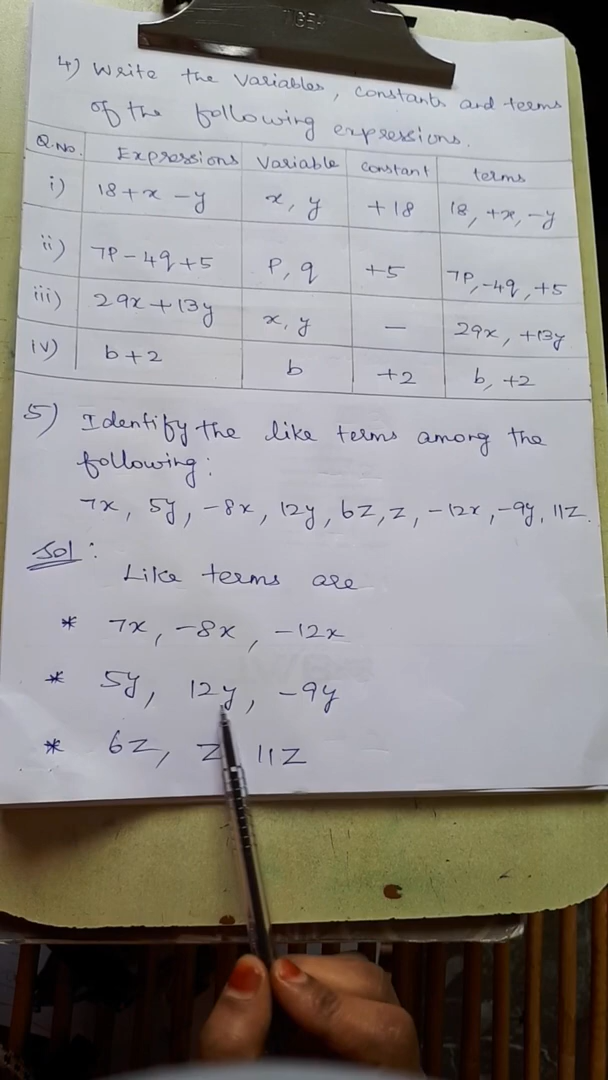 TIGER
4) Write the Variables, constants and terms
of the following expressions.
Q.No. Expressions Variable constant terms
i) 18+x-y x, y +18 18, +x, -y
ii) 7P-4q+5 P, q +5 7P, -4q, +5
iii) 29x+13y x, y — 29x, +13y
iv) b+2 b +2 b, +2
5) Identify the like terms among the
following:
7x, 5y, -8x, 12y, 6z, z, -12x, -9y, 11z.
Sol:
Like terms are
* 7x, -8x, -12x
* 5y, 12y, -9y
* 6z, z 11z